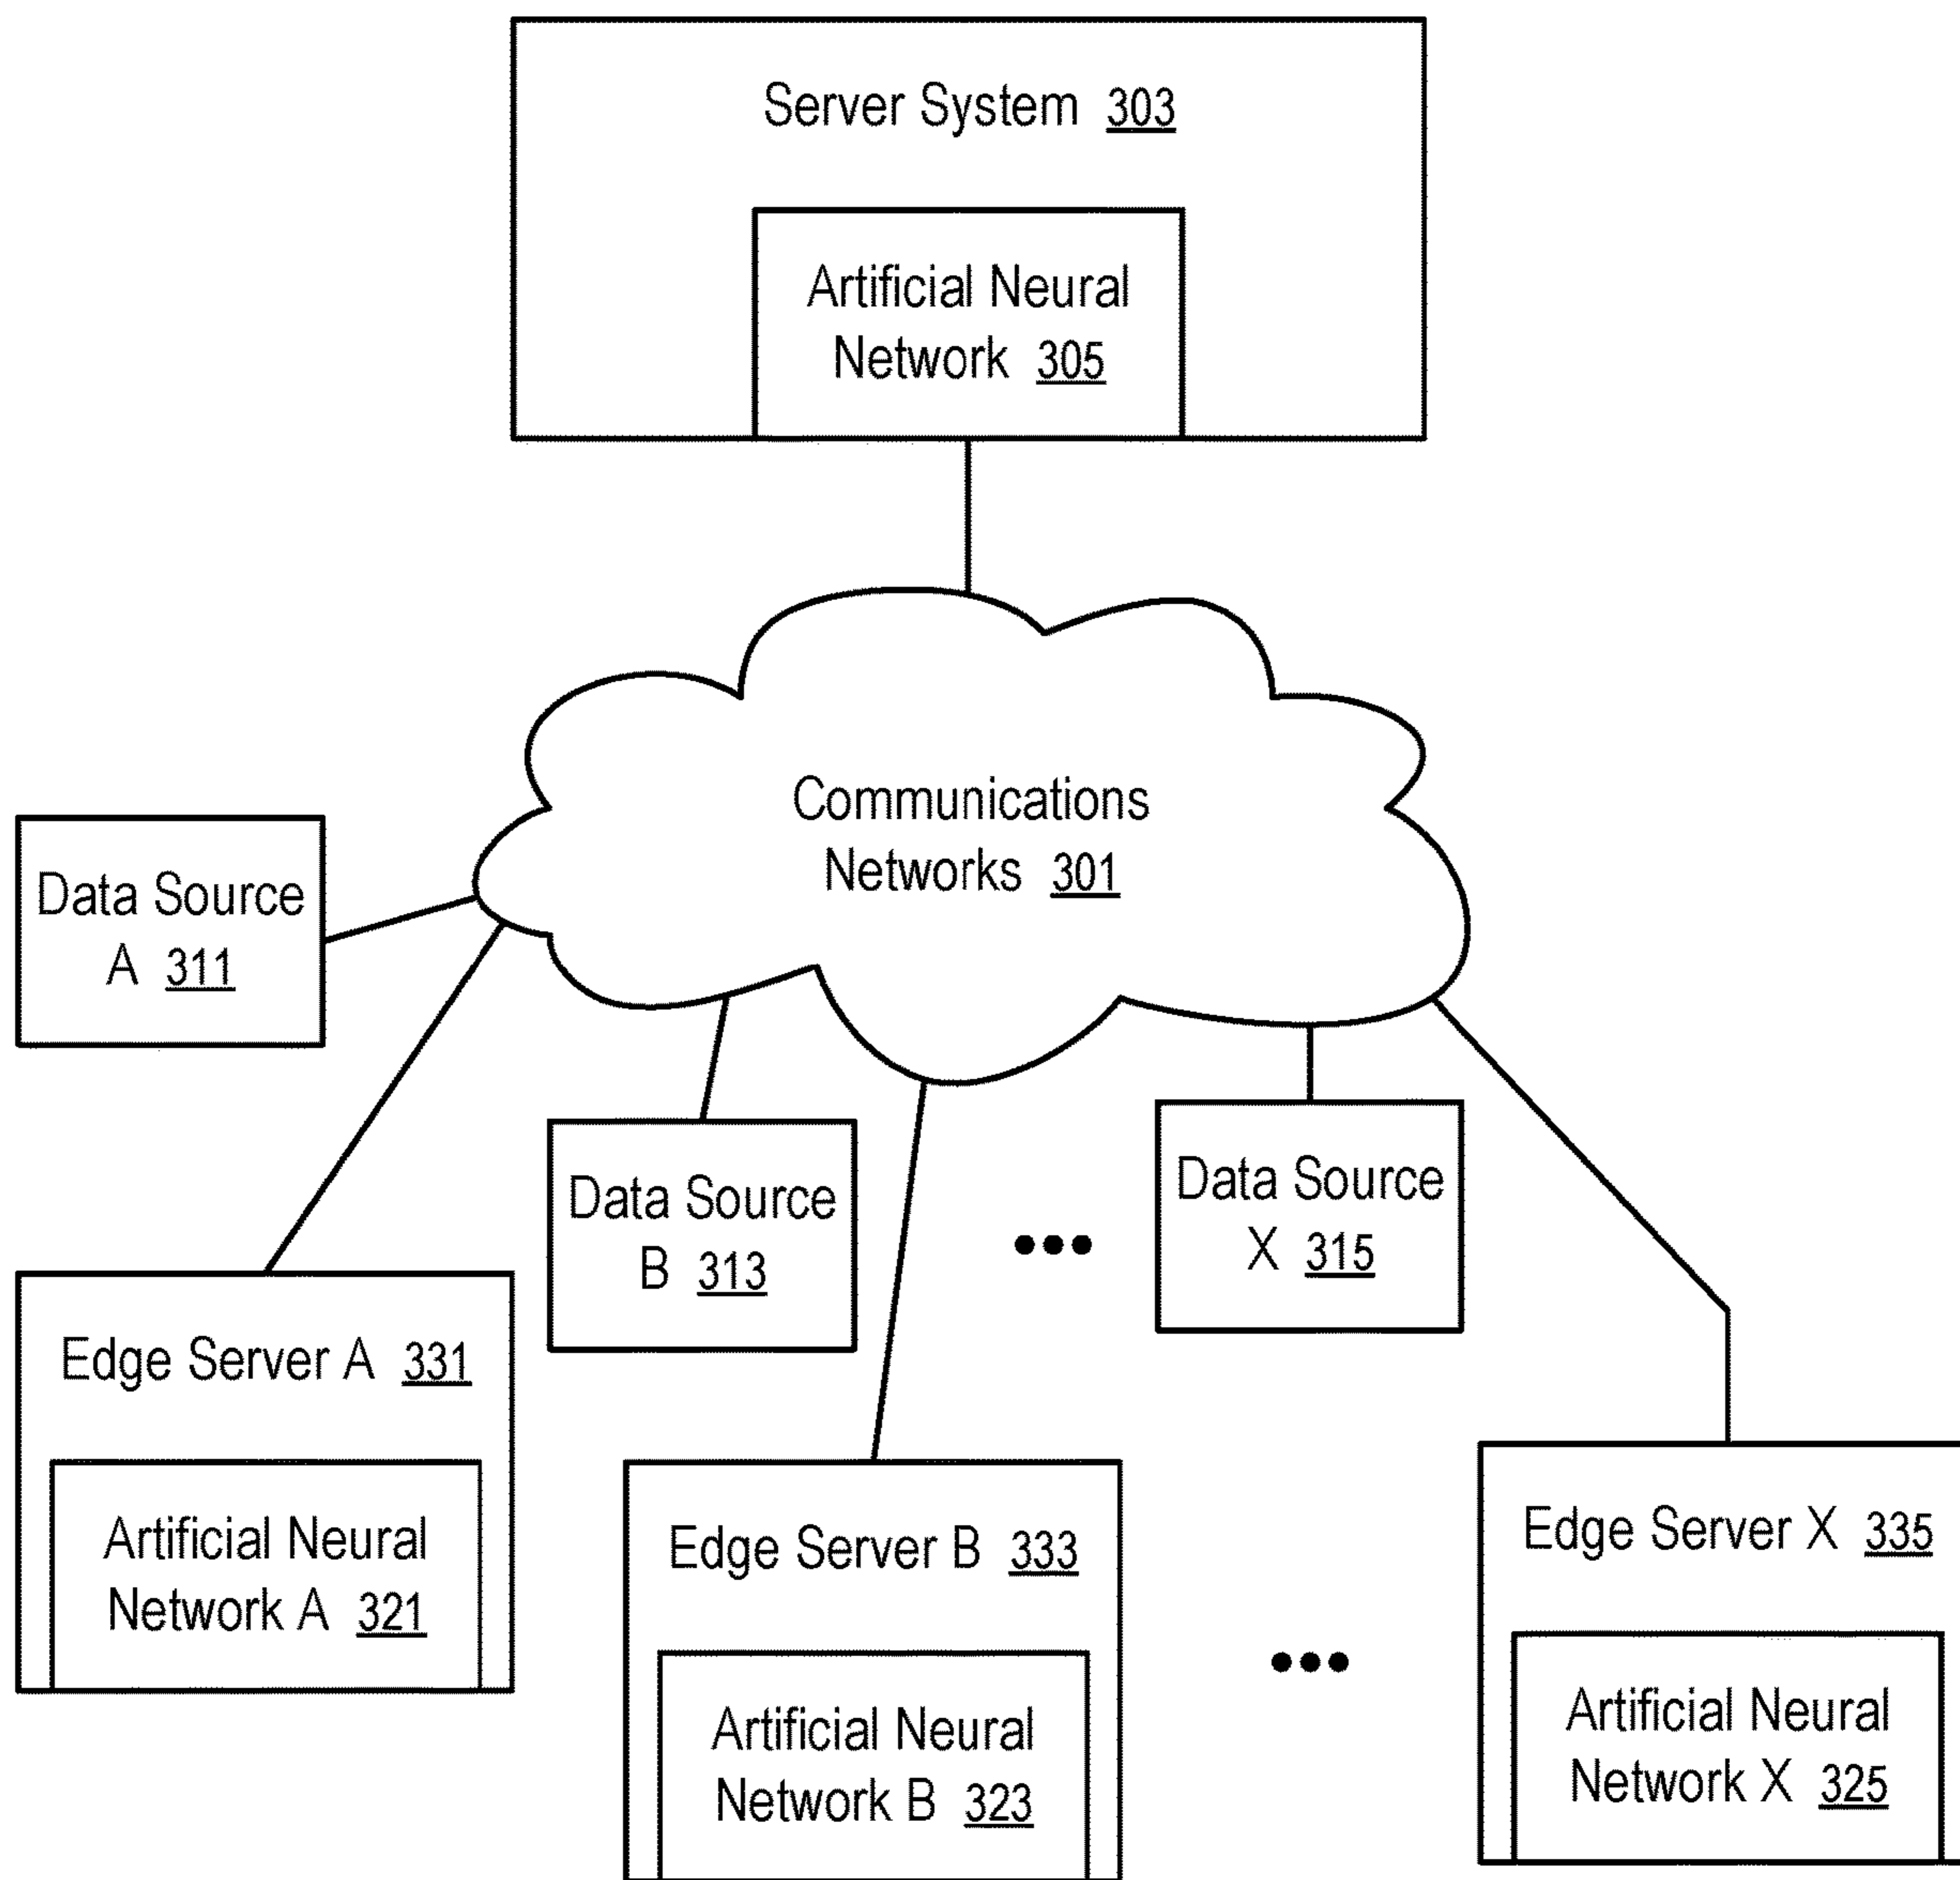 Server System 303
Artificial Neural
Network 305
Communications
Networks 301
Data Source
A 311
Data Source
B 313
Data Source
X 315
Edge Server A 331
Artificial Neural
Network A 321
Edge Server B 333
Artificial Neural
Network B 323
Edge Server X 335
Artificial Neural
Network X 325